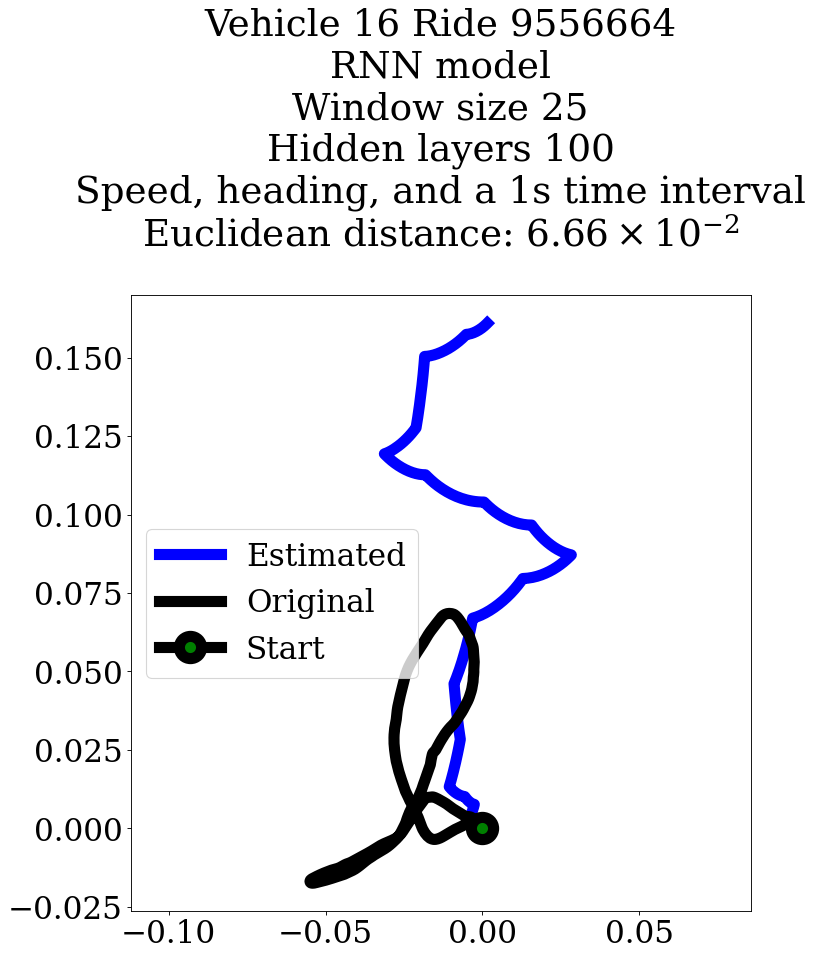 Vehicle 16 Ride 9556664
RNN model
Window size 25
Hidden layers 100
Speed, heading, and a 1s time interval
Euclidean distance: 6.66 × 10⁻²
0.150
0.125
0.100
0.075
0.050
0.025
0.000
−0.025
Estimated
Original
Start
−0.10
−0.05
0.00
0.05